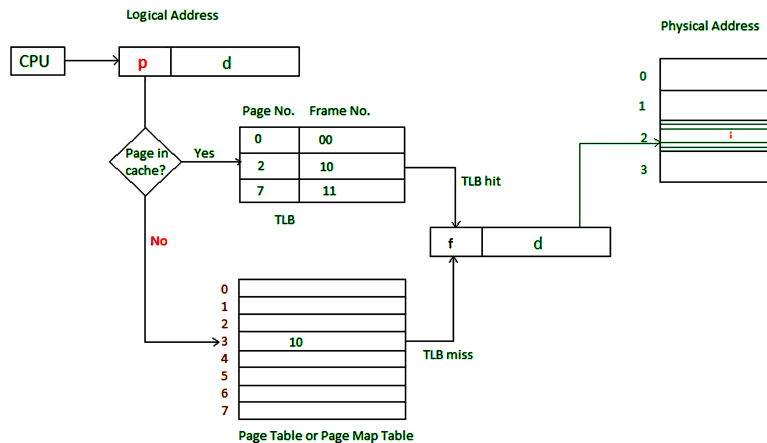 Logical Address
Physical Address
CPU
p d
0
1
2 i
3
Page No. Frame No.
0 00
2 10
7 11
TLB
Page in
cache?
Yes
No
TLB hit
f d
TLB miss
0
1
2
3 10
4
5
6
7
Page Table or Page Map Table